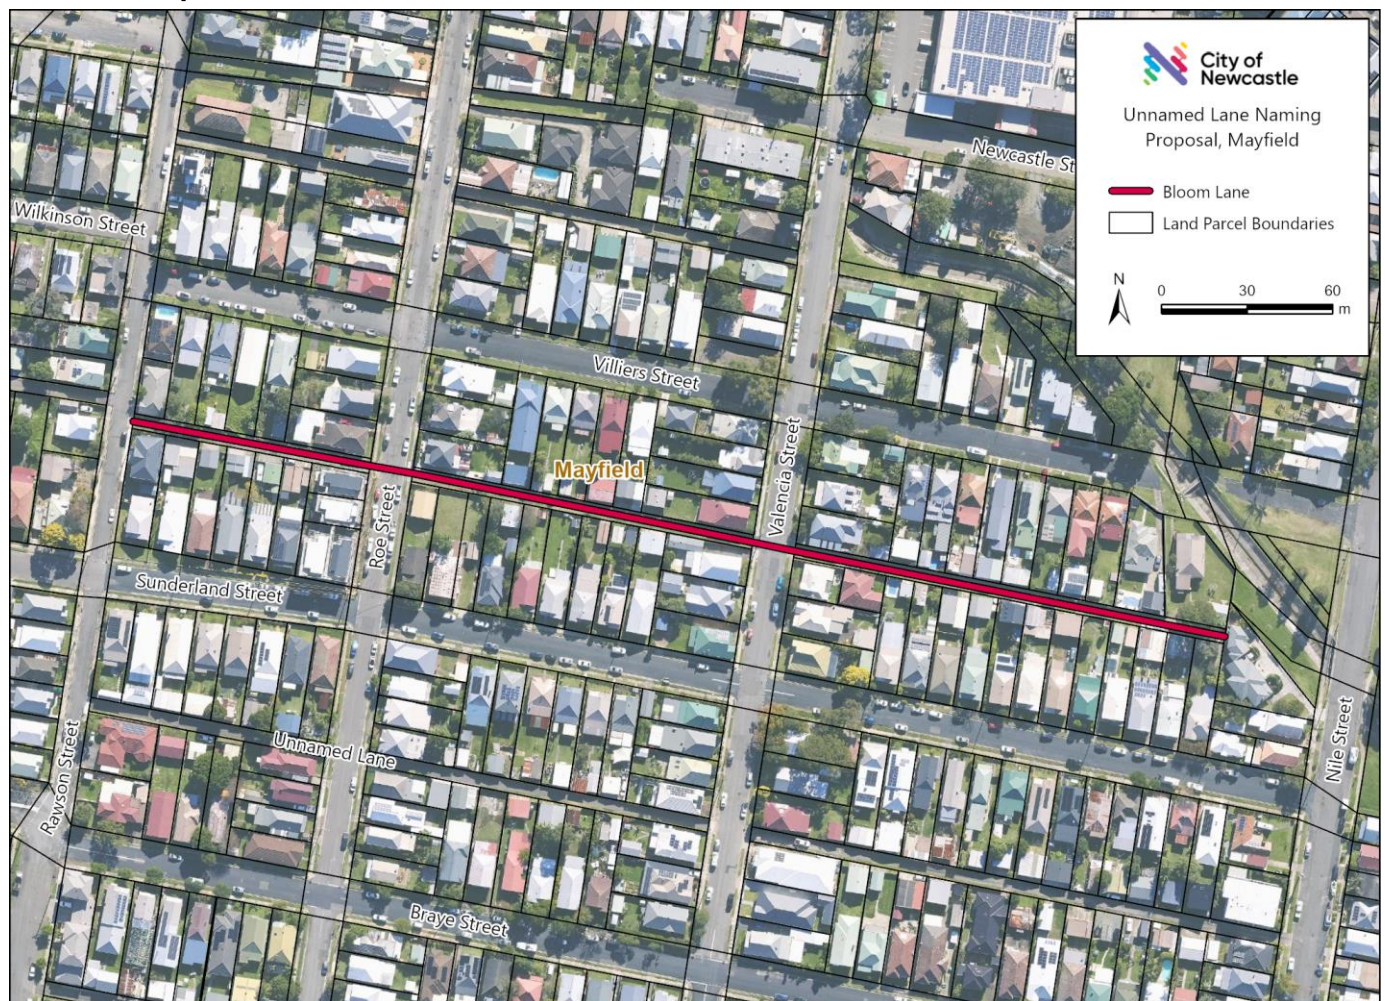 City of
Newcastle
Unnamed Lane Naming
Proposal, Mayfield
Bloom Lane
Land Parcel Boundaries
N
0 30 60
m
Newcastle St
Wilkinson Street
Villiers Street
Mayfield
Valencia Street
Roe Street
Sunderland Street
Unnamed Lane
Rawson Street
Nile Street
Braye Street